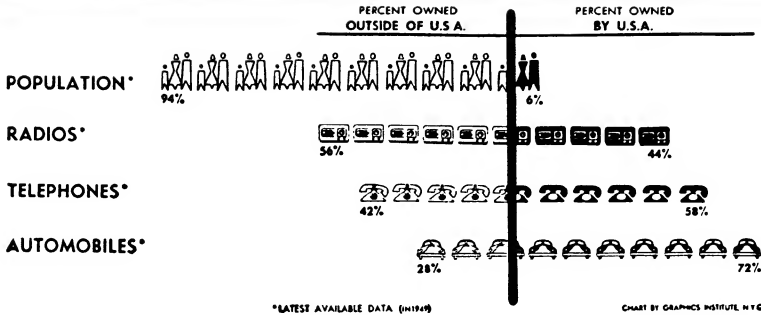 PERCENT OWNED PERCENT OWNED
OUTSIDE OF U.S A. BY U.S.A.
POPULATION*
94% 6%
RADIOS*
56% 44%
TELEPHONES*
42% 58%
AUTOMOBILES*
28% 72%
*LATEST AVAILABLE DATA (IN 1949) CHART BY GRAPHICS INSTITUTE, N Y C